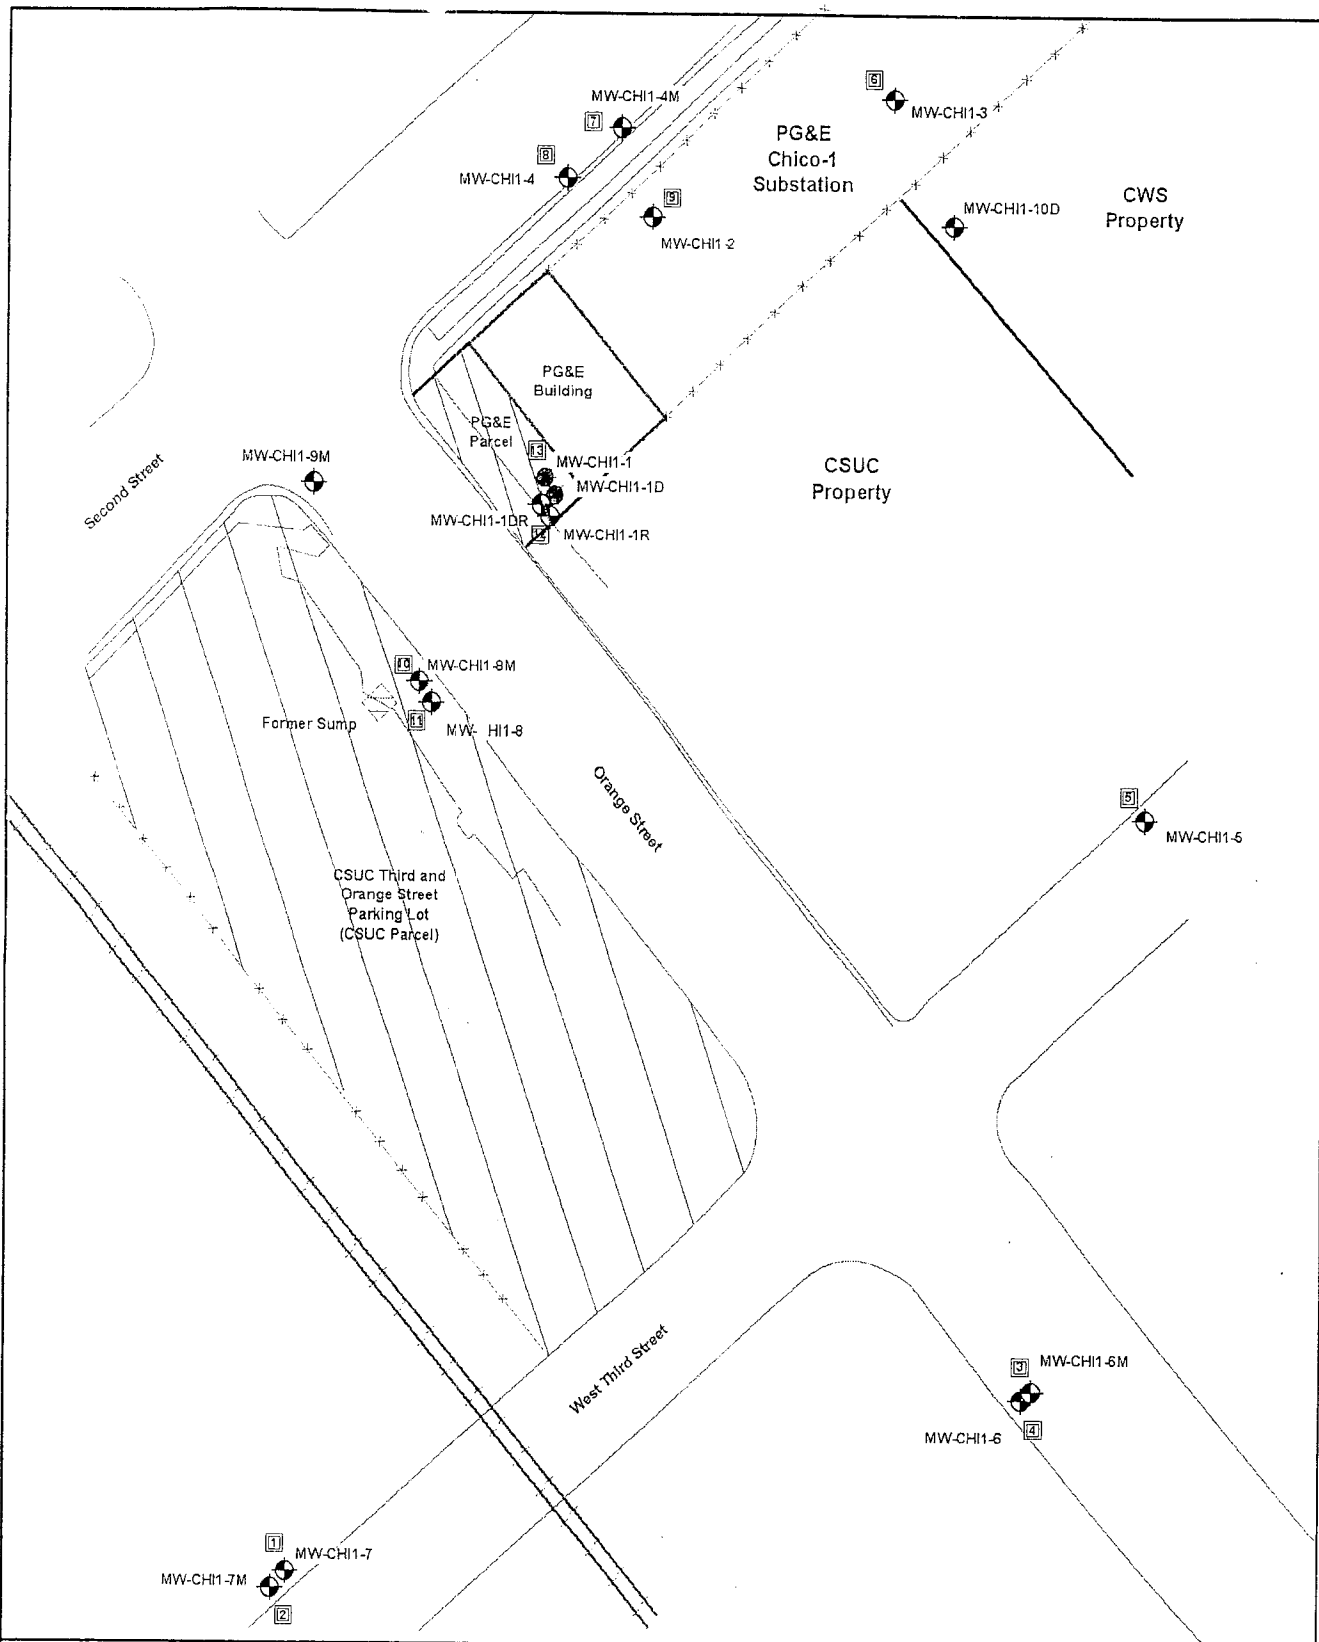 6
MW-CHI1-3
MW-CHI1-4M
7
8
MW-CHI1-4
9
MW-CHI1-2
PG&E
Chico-1
Substation
MW-CHI1-10D
CWS
Property
PG&E
Building
PG&E
Parcel
13
MW-CHI1-1
MW-CHI1-1D
MW-CHI1-1DR
MW-CHI1-1R
12
CSUC
Property
MW-CHI1-9M
Second Street
10
MW-CHI1-8M
11
MW- HI1-8
Former Sump
Orange Street
5
MW-CHI1-5
CSUC Third and
Orange Street
Parking Lot
(CSUC Parcel)
West Third Street
3
MW-CHI1-6M
MW-CHI1-6
4
1
MW-CHI1-7
MW-CHI1-7M
2